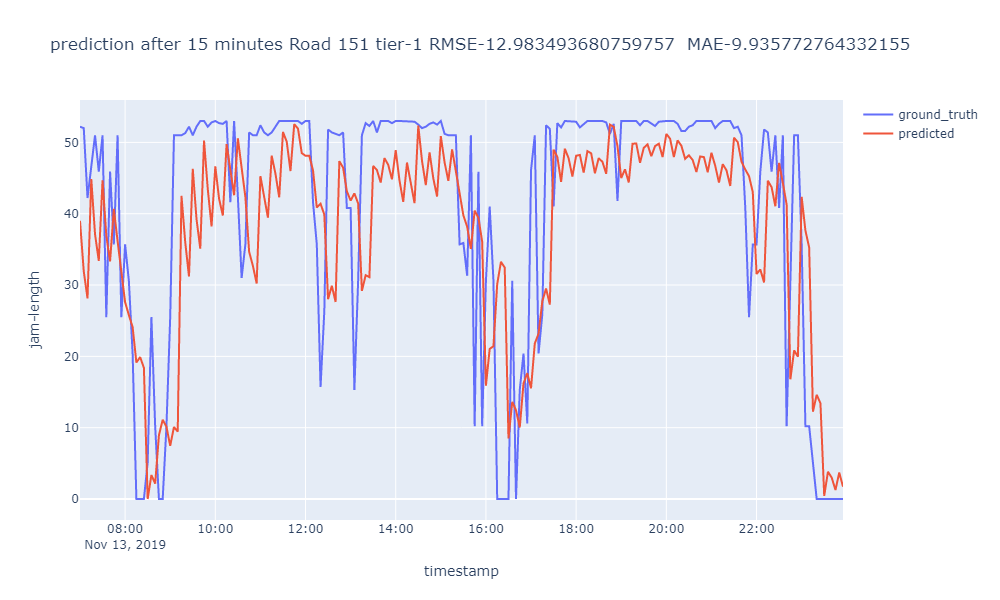 prediction after 15 minutes Road 151 tier-1 RMSE-12.983493680759757  MAE-9.935772764332155
ground_truth
predicted
jam-length
50
40
30
20
10
0
08:00 10:00 12:00 14:00 16:00 18:00 20:00 22:00
Nov 13, 2019
timestamp